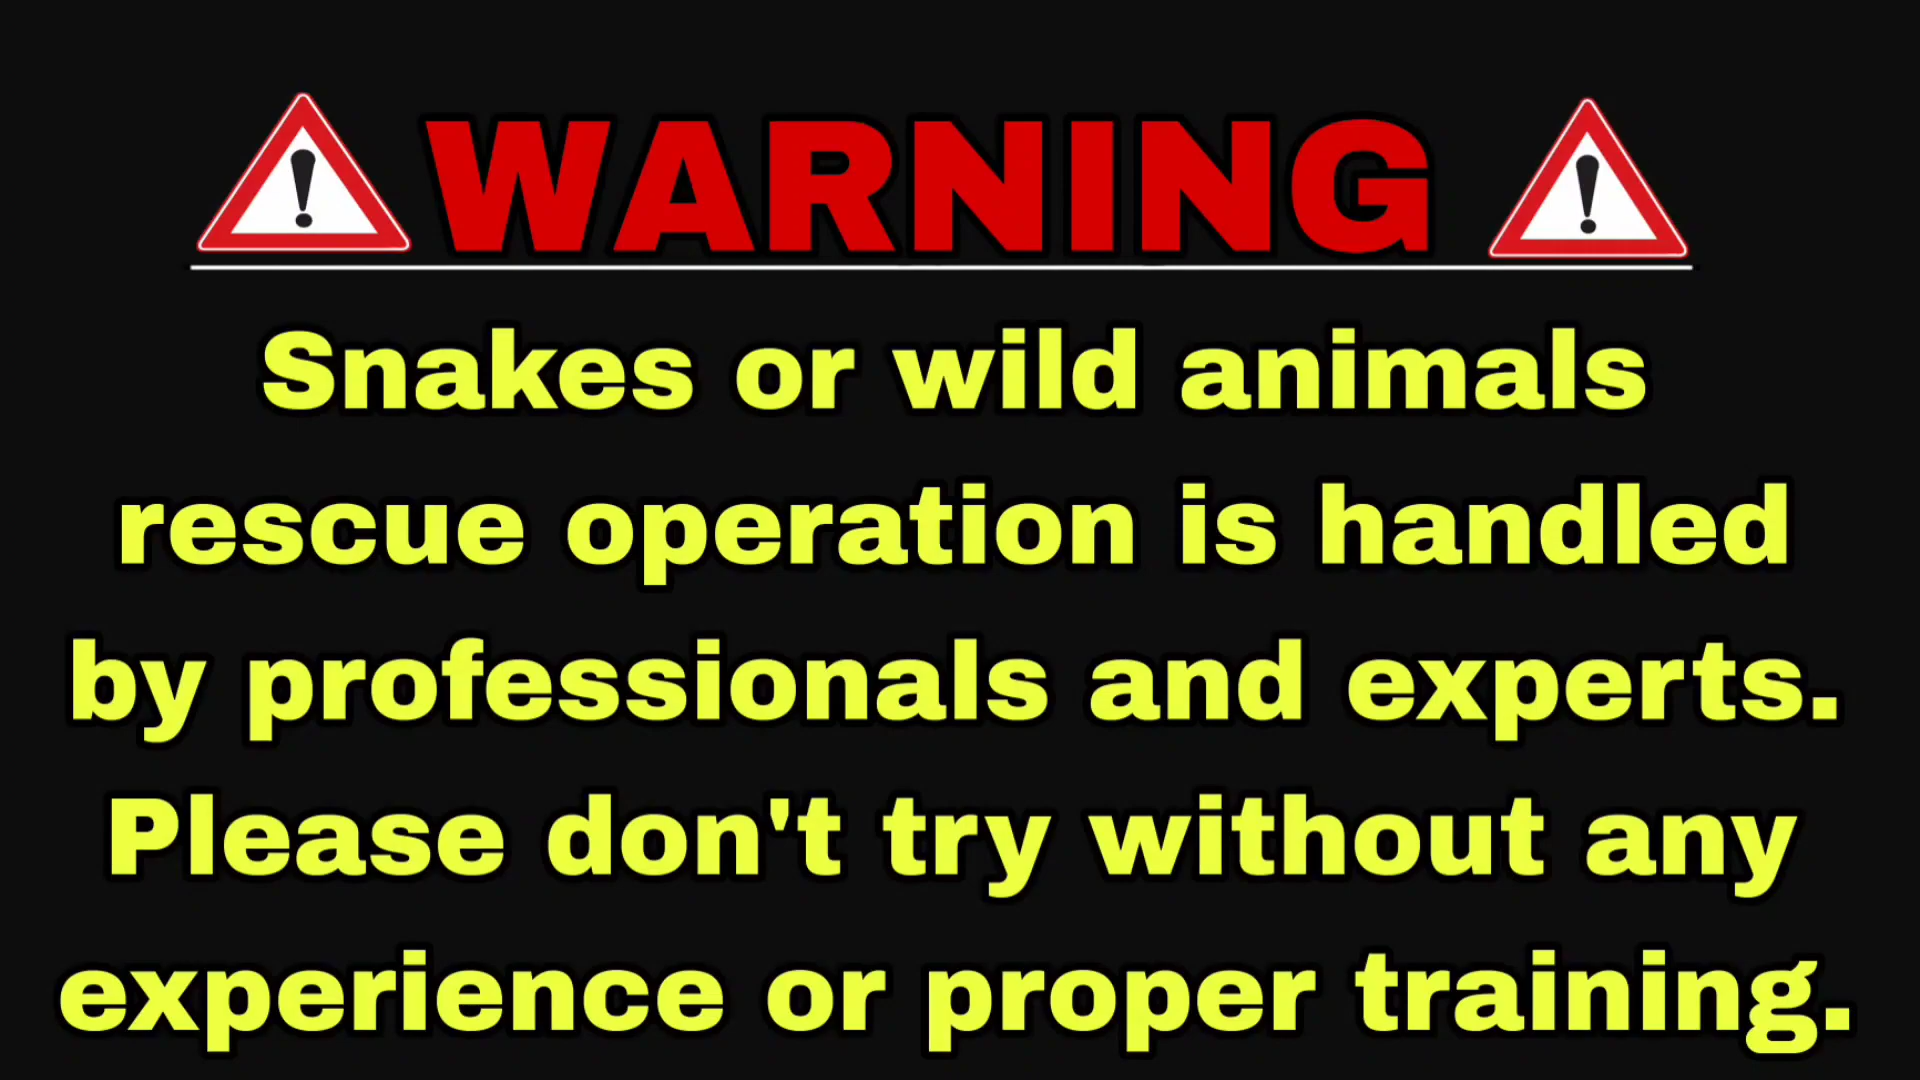 WARNING
Snakes or wild animals
rescue operation is handled
by professionals and experts.
Please don't try without any
experience or proper training.